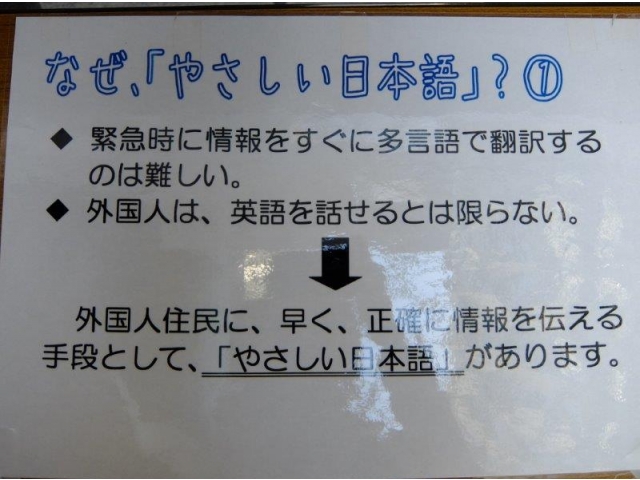 なぜ、「やさしい日本語」？①
◆ 緊急時に情報をすぐに多言語で翻訳する
のは難しい。
◆ 外国人は、英語を話せるとは限らない。
外国人住民に、早く、正確に情報を伝える
手段として、「やさしい日本語」があります。